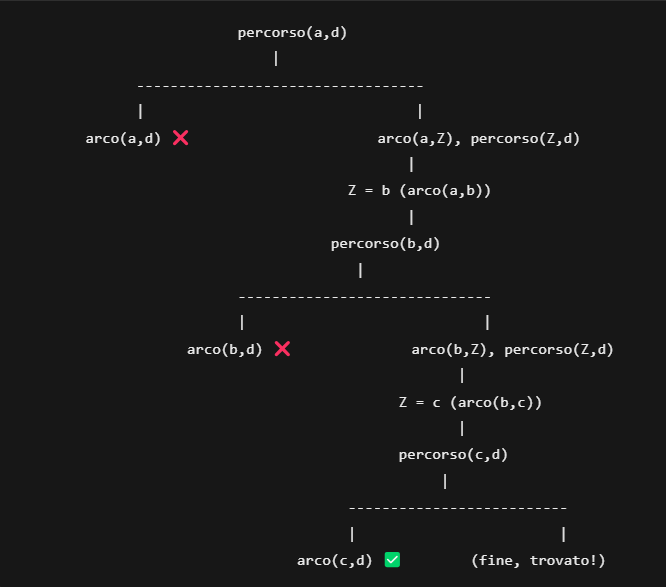 percorso(a,d)
|
----------------------------------
| |
arco(a,d) ❌ arco(a,Z), percorso(Z,d)
|
Z = b (arco(a,b))
|
percorso(b,d)
|
------------------------------
| |
arco(b,d) ❌ arco(b,Z), percorso(Z,d)
|
Z = c (arco(b,c))
|
percorso(c,d)
|
--------------------------
| |
arco(c,d) ✅ (fine, trovato!)